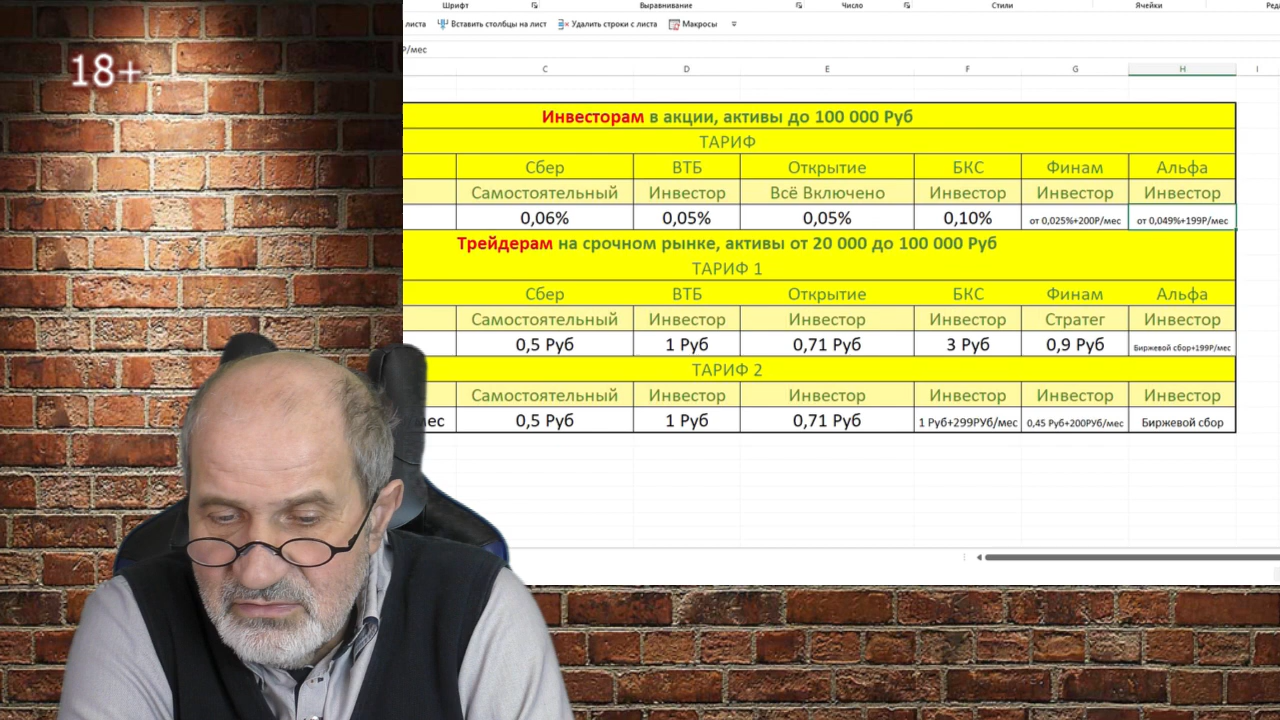 18+
Шрифт Выравнивание Число Стили Ячейки
листа Вставить столбцы на лист Удалить строки с листа Макросы
Р/мес
C D E F G H I
Инвесторам в акции, активы до 100 000 Руб
ТАРИФ
Сбер ВТБ Открытие БКС Финам Альфа
Самостоятельный Инвестор Всё Включено Инвестор Инвестор Инвестор
0,06% 0,05% 0,05% 0,10% от 0,025%+200Р/мес от 0,049%+199Р/мес
Трейдерам на срочном рынке, активы от 20 000 до 100 000 Руб
ТАРИФ 1
Сбер ВТБ Открытие БКС Финам Альфа
Самостоятельный Инвестор Инвестор Инвестор Стратег Инвестор
0,5 Руб 1 Руб 0,71 Руб 3 Руб 0,9 Руб Биржевой сбор+199Р/мес
ТАРИФ 2
Самостоятельный Инвестор Инвестор Инвестор Инвестор Инвестор
/мес 0,5 Руб 1 Руб 0,71 Руб 1 Руб+299РУб/мес 0,45 Руб+200РУб/мес Биржевой сбор